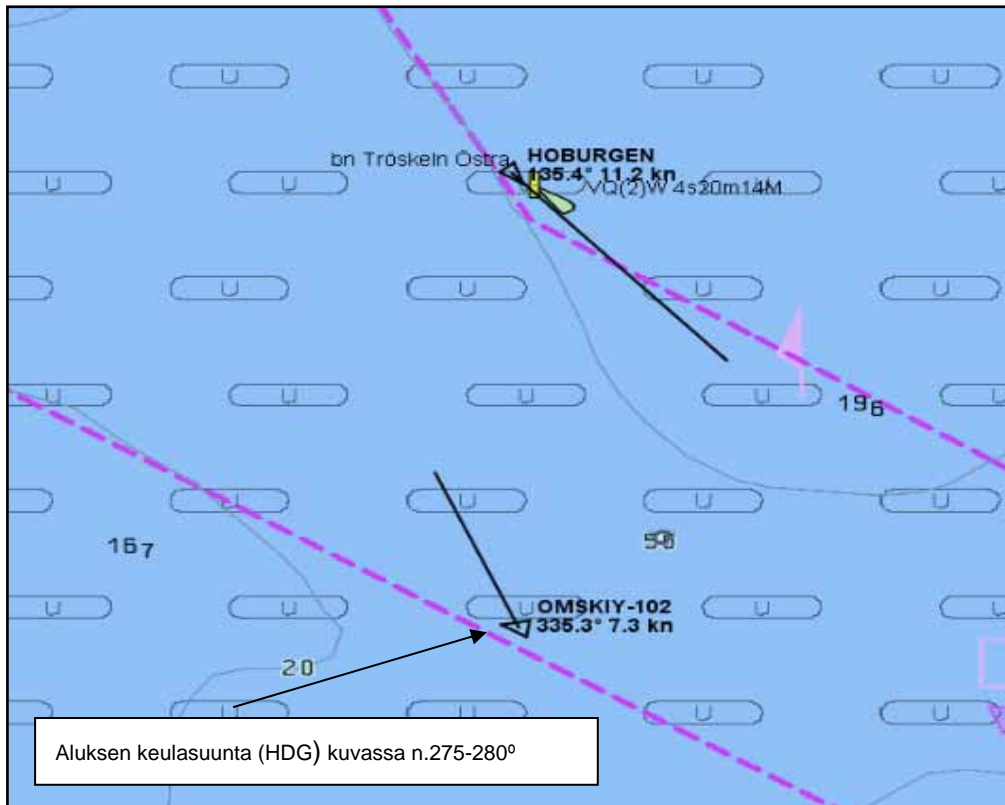 HOBURGEN
bn Tröskeln Östra
135.4° 11.2 kn
VQ(2)W 4s20m14M
19₆
16₇
OMSKIY-102
335.3° 7.3 kn
20
Aluksen keulasuunta (HDG) kuvassa n.275-280º